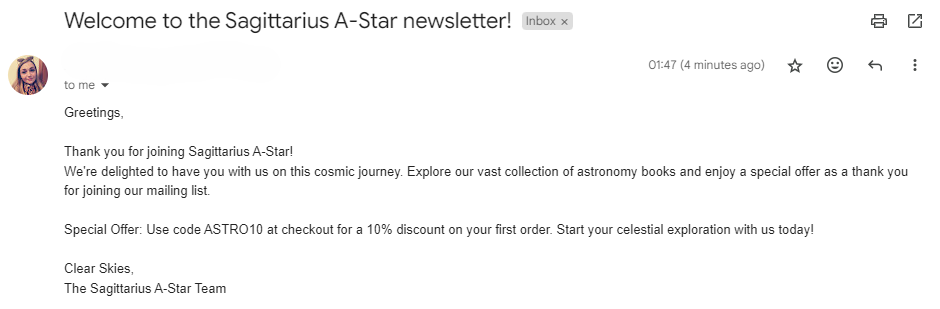 Welcome to the Sagittarius A-Star newsletter! Inbox ×
01:47 (4 minutes ago)
to me
Greetings,
Thank you for joining Sagittarius A-Star!
We're delighted to have you with us on this cosmic journey. Explore our vast collection of astronomy books and enjoy a special offer as a thank you
for joining our mailing list.
Special Offer: Use code ASTRO10 at checkout for a 10% discount on your first order. Start your celestial exploration with us today!
Clear Skies,
The Sagittarius A-Star Team